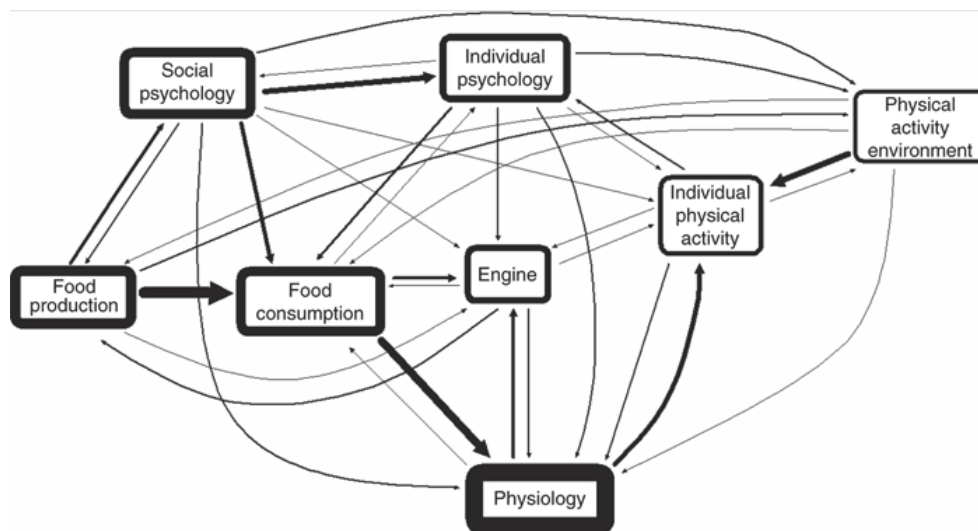 Social
psychology
Individual
psychology
Physical
activity
environment
Individual
physical
activity
Food
production
Food
consumption
Engine
Physiology